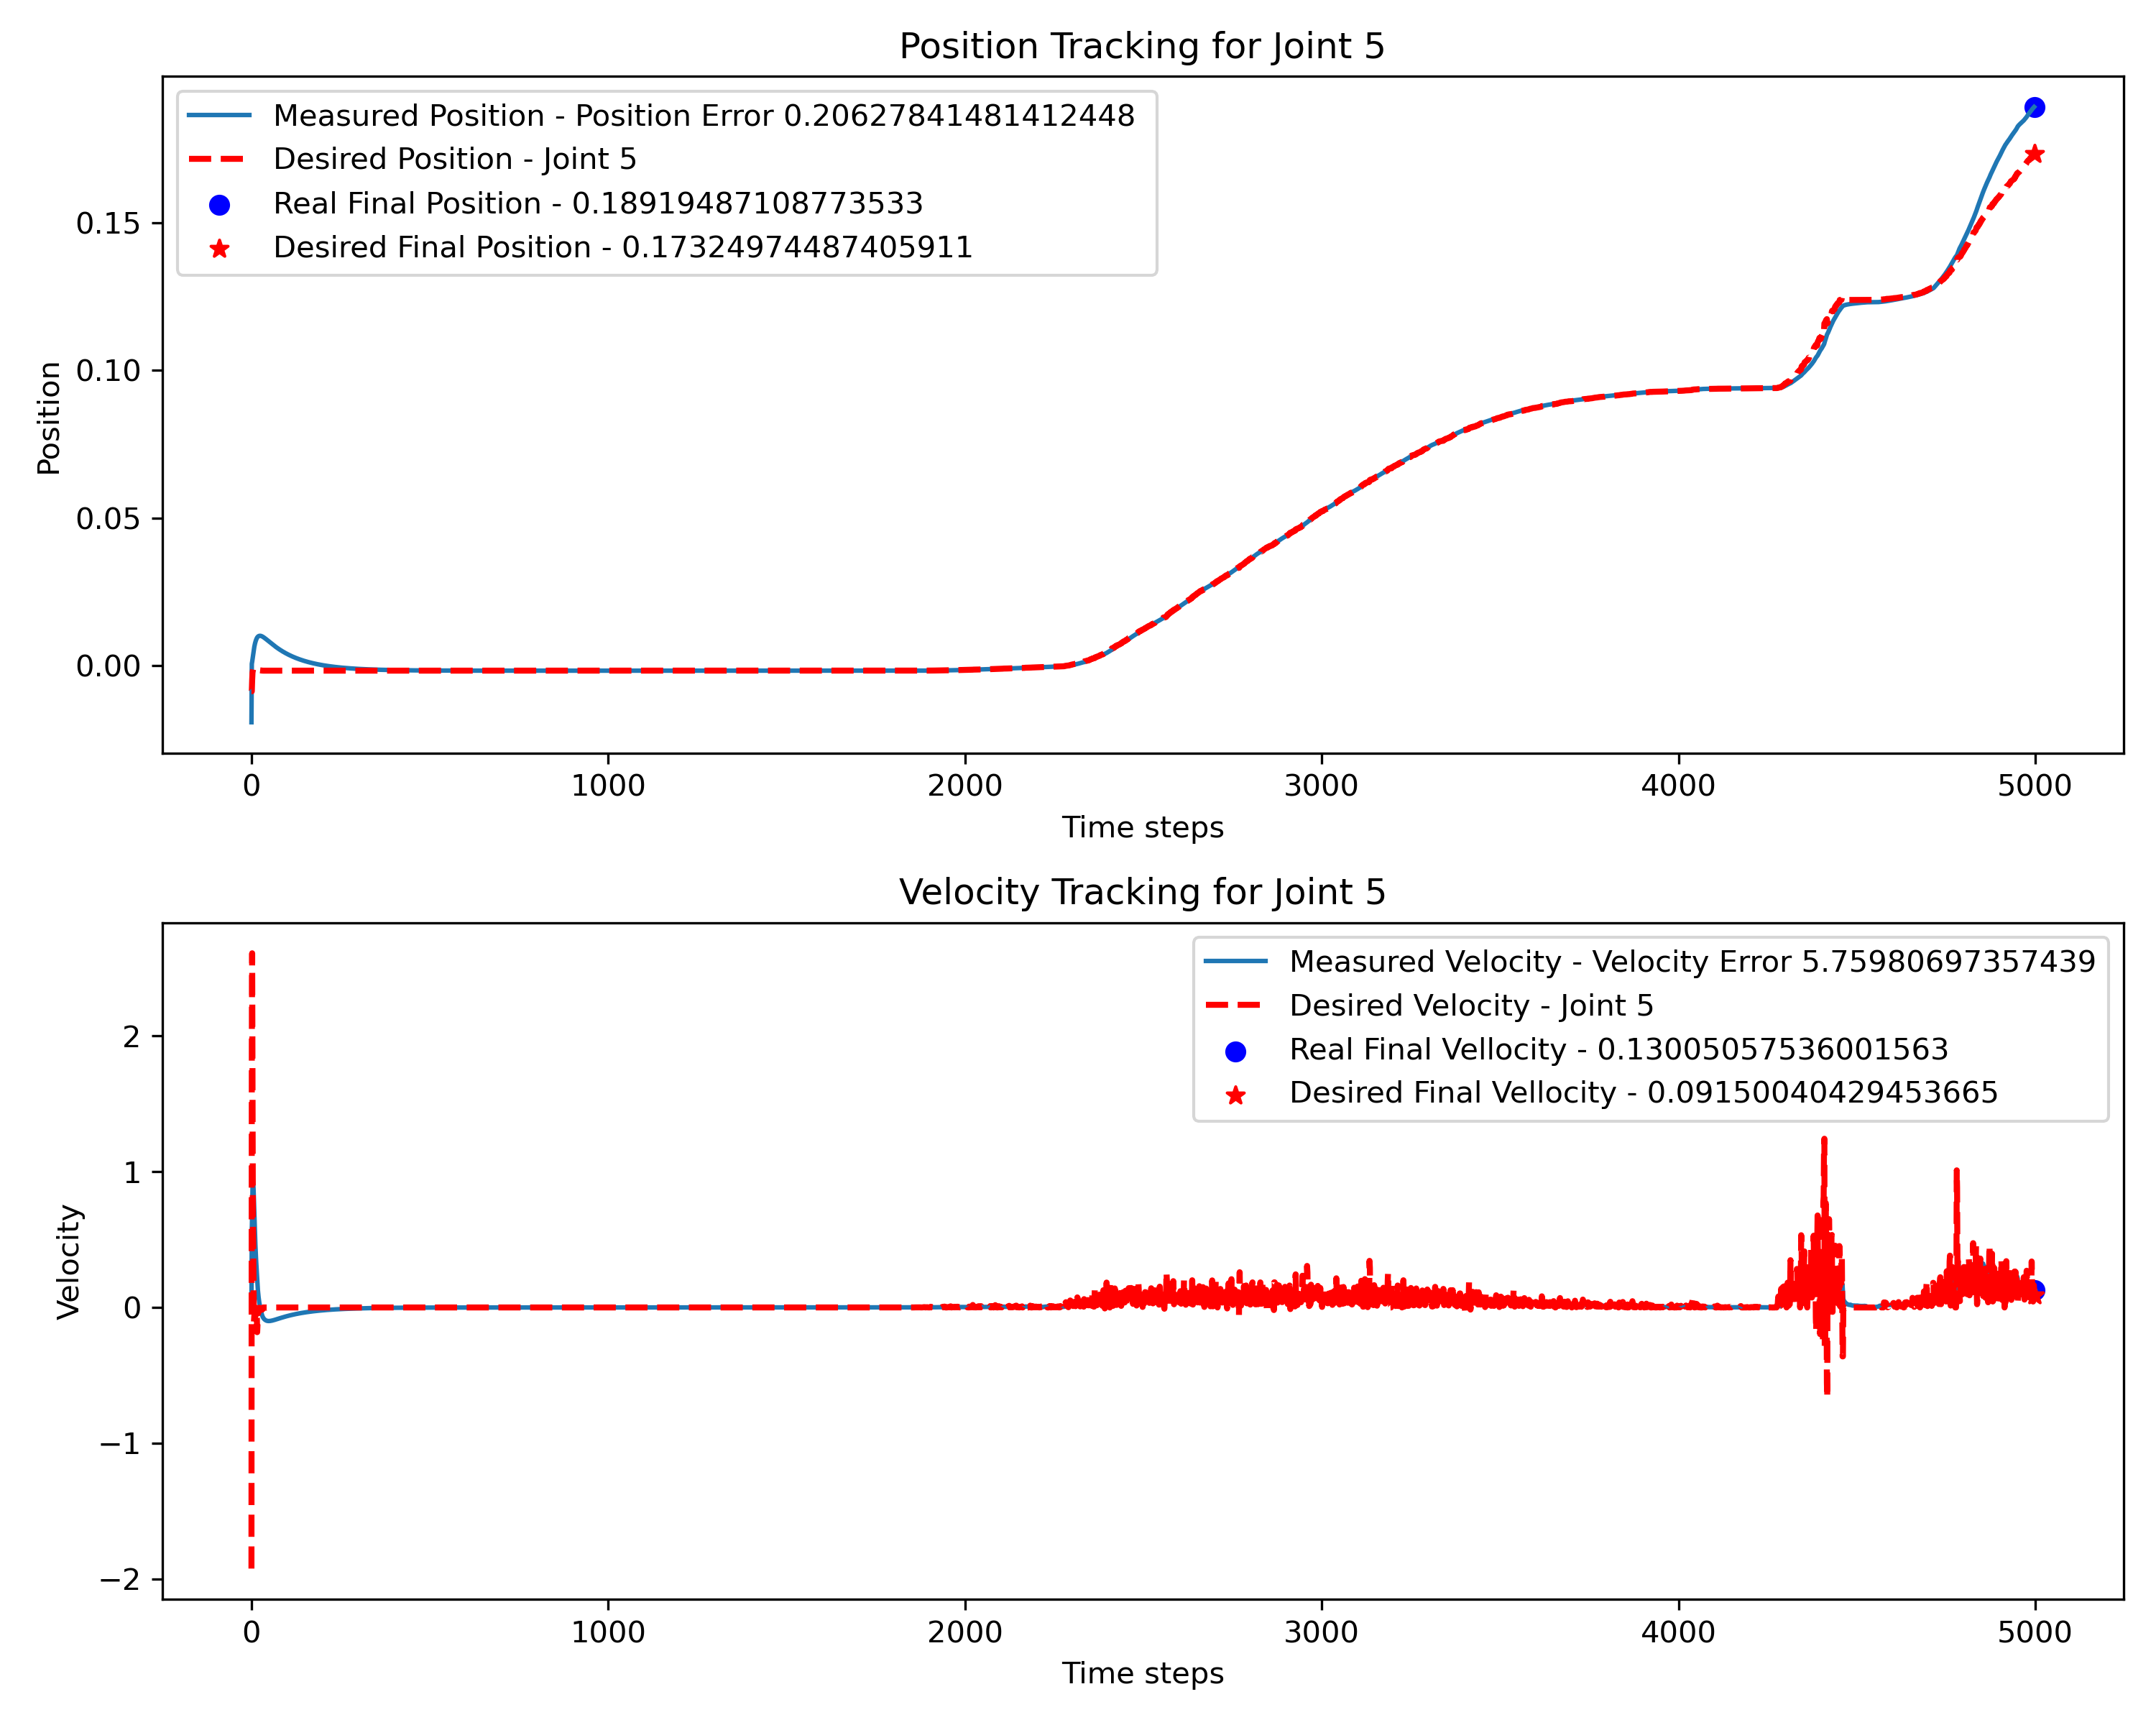 Position Tracking for Joint 5
Measured Position - Position Error 0.20627841481412448
Desired Position - Joint 5
Real Final Position - 0.18919487108773533
Desired Final Position - 0.17324974487405911
0.15
0.10
0.05
0.00
Position
0 1000 2000 3000 4000 5000
Time steps
Velocity Tracking for Joint 5
Measured Velocity - Velocity Error 5.75980697357439
Desired Velocity - Joint 5
Real Final Vellocity - 0.13005057536001563
Desired Final Vellocity - 0.09150040429453665
2
1
0
−1
−2
Velocity
0 1000 2000 3000 4000 5000
Time steps